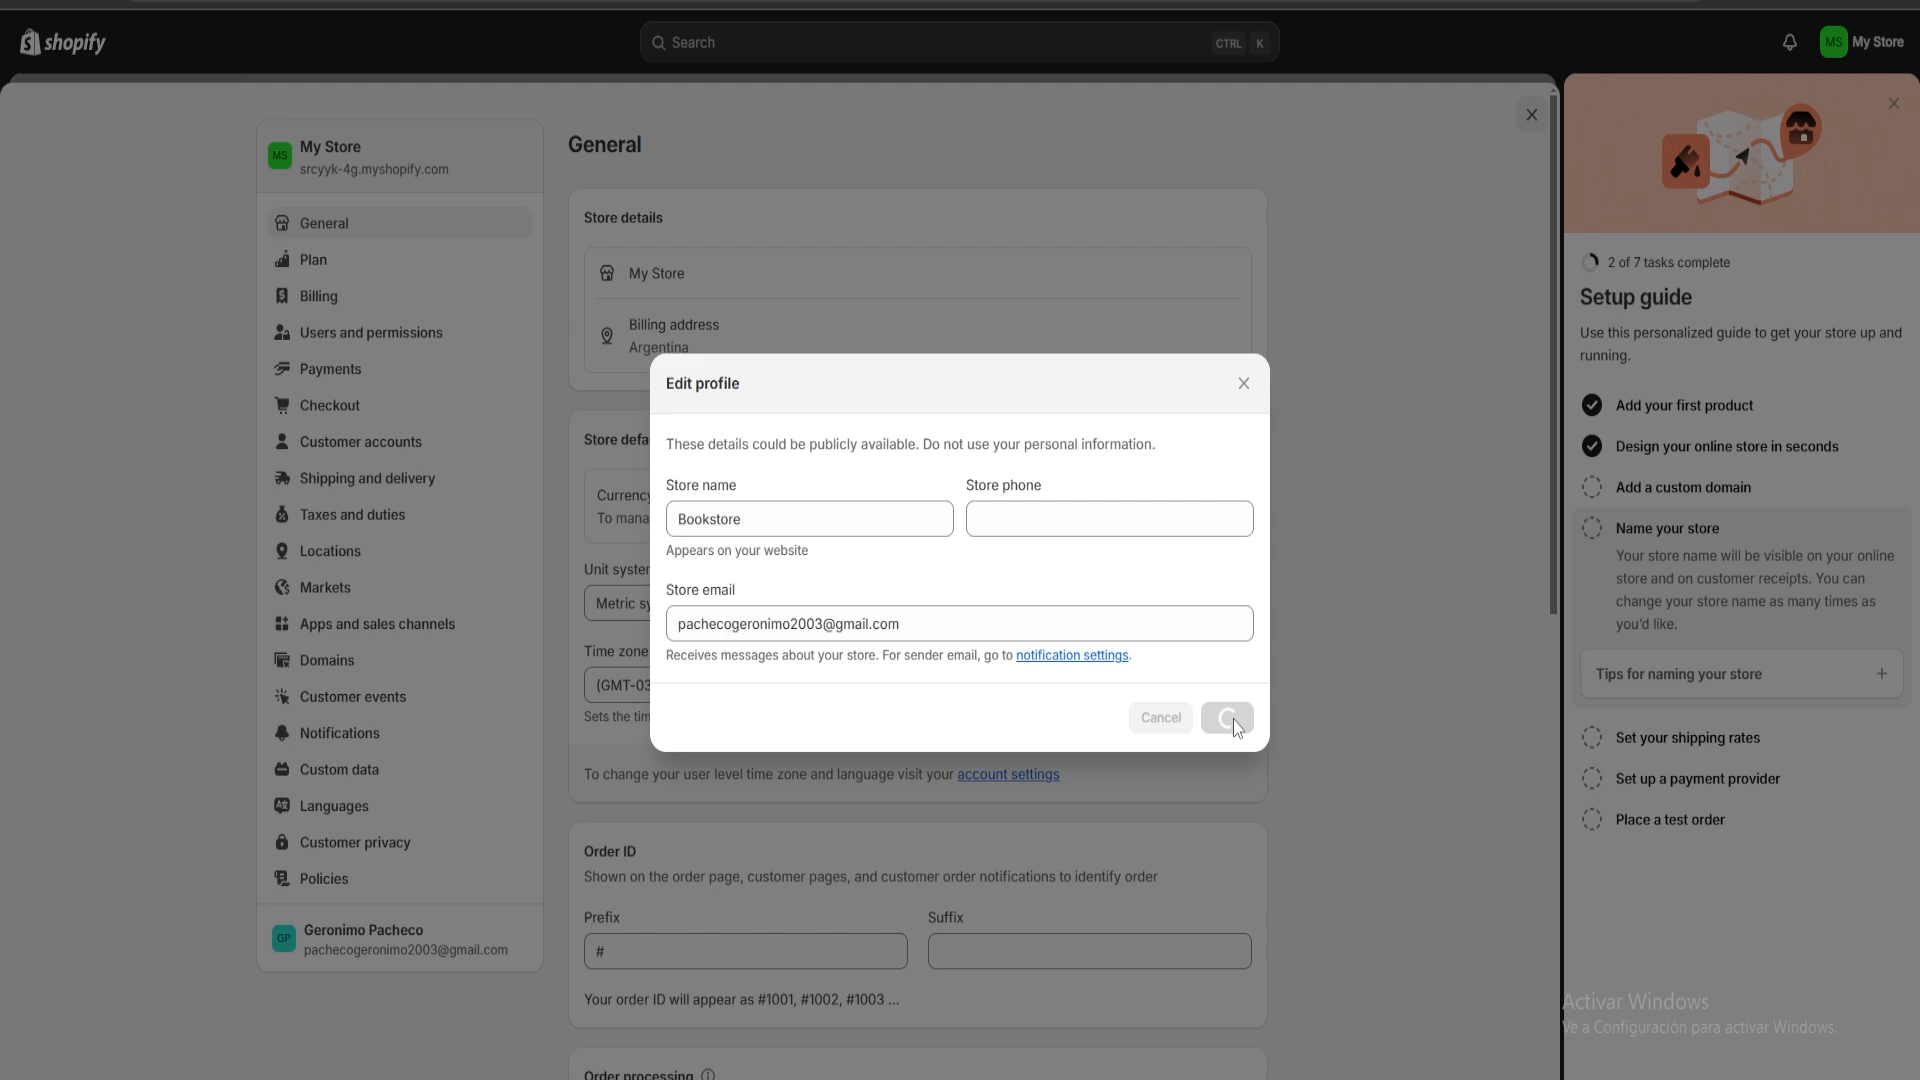 shopify
Search
CTRL K
MS My Store
MS
My Store
srcyyk-4g.myshopify.com
General
Plan
Billing
Users and permissions
Payments
Checkout
Customer accounts
Shipping and delivery
Taxes and duties
Locations
Markets
Apps and sales channels
Domains
Customer events
Notifications
Custom data
Languages
Customer privacy
Policies
GP
Geronimo Pacheco
pachecogeronimo2003@gmail.com
General
Store details
My Store
Billing address
Argentina
Store defa
Currency
To mana
Unit system
Metric sy
Time zone
(GMT-03
Sets the tim
To change your user level time zone and language visit your account settings
Order ID
Shown on the order page, customer pages, and customer order notifications to identify order
Prefix
Suffix
#
Your order ID will appear as #1001, #1002, #1003 ...
Order processing
Edit profile
These details could be publicly available. Do not use your personal information.
Store name
Store phone
Bookstore
Appears on your website
Store email
pachecogeronimo2003@gmail.com
Receives messages about your store. For sender email, go to notification settings.
Cancel
2 of 7 tasks complete
Setup guide
Use this personalized guide to get your store up and
running.
Add your first product
Design your online store in seconds
Add a custom domain
Name your store
Your store name will be visible on your online
store and on customer receipts. You can
change your store name as many times as
you'd like.
Tips for naming your store +
Set your shipping rates
Set up a payment provider
Place a test order
Activar Windows
Ve a Configuración para activar Windows.